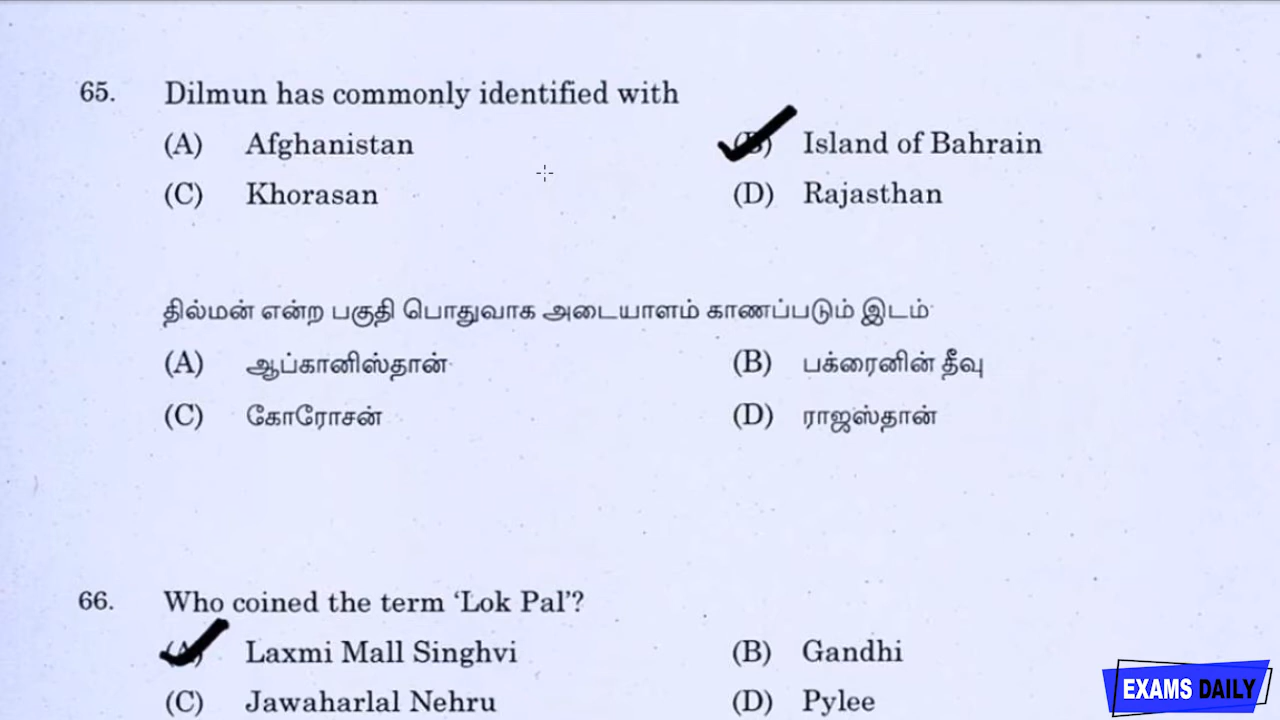 65. Dilmun has commonly identified with
(A) Afghanistan (B) Island of Bahrain
(C) Khorasan (D) Rajasthan
தில்மன் என்ற பகுதி பொதுவாக அடையாளம் காணப்படும் இடம்
(A) ஆப்கானிஸ்தான் (B) பக்ரைனின் தீவு
(C) கோரோசன் (D) ராஜஸ்தான்
66. Who coined the term ‘Lok Pal’?
(A) Laxmi Mall Singhvi (B) Gandhi
(C) Jawaharlal Nehru (D) Pylee
EXAMS DAILY